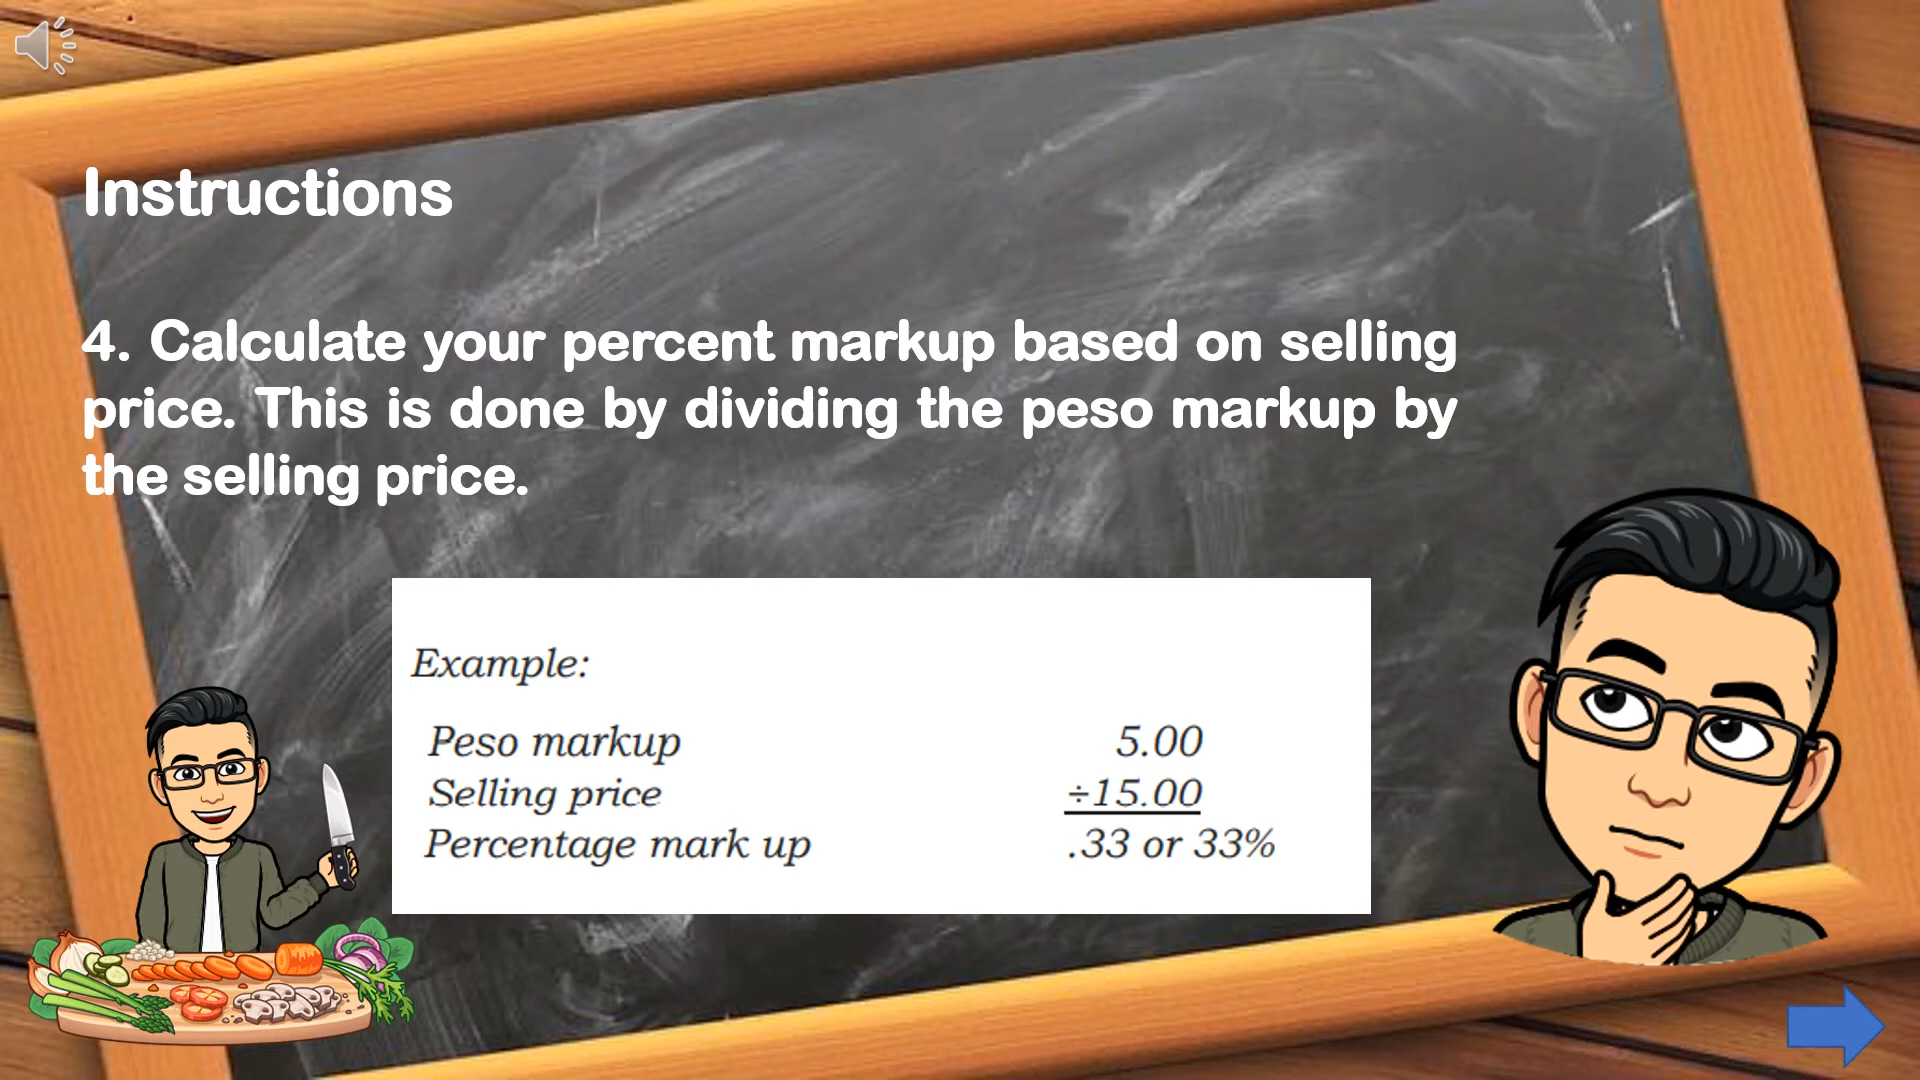 Instructions
4. Calculate your percent markup based on selling
price. This is done by dividing the peso markup by
the selling price.
Example:
Peso markup 5.00
Selling price ÷15.00
Percentage mark up .33 or 33%